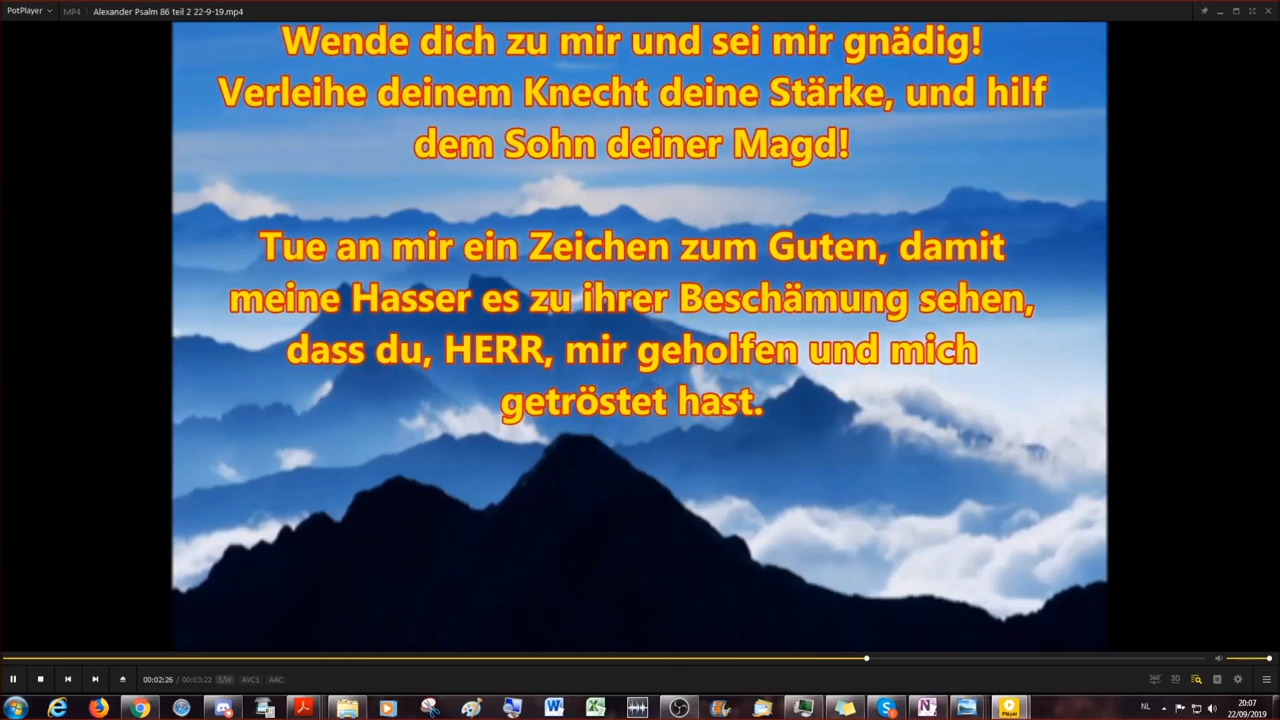 PotPlayer
MP4
Alexander Psalm 86 teil 2 22-9-19.mp4
Wende dich zu mir und sei mir gnädig!
Verleihe deinem Knecht deine Stärke, und hilf
dem Sohn deiner Magd!
Tue an mir ein Zeichen zum Guten, damit
meine Hasser es zu ihrer Beschämung sehen,
dass du, HERR, mir geholfen und mich
getröstet hast.
00:02:26 / 00:03:22 S/W AVC1 AAC
360° 3D
NL
20:07
22/09/2019